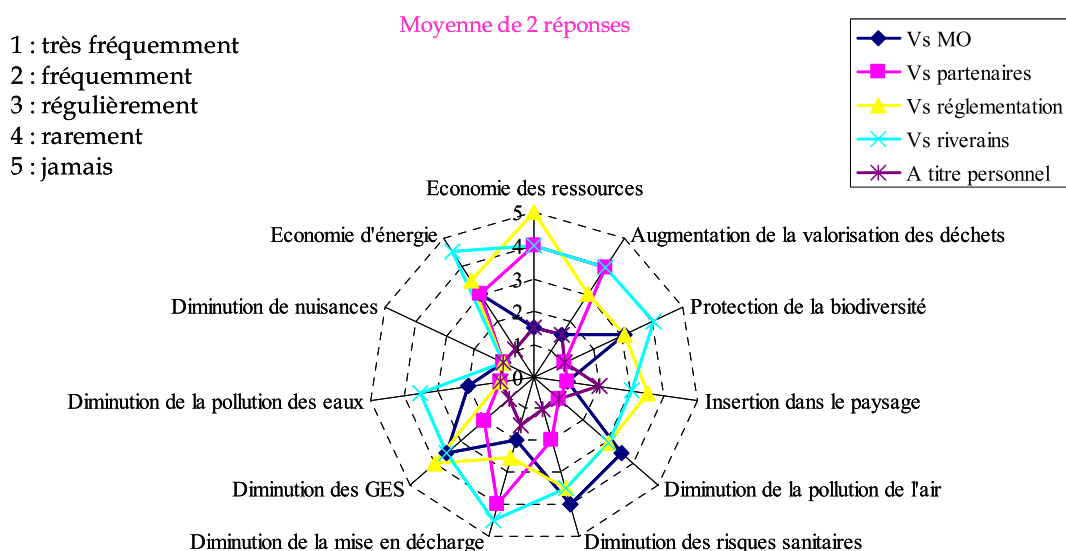 Moyenne de 2 réponses
1 : très fréquemment
2 : fréquemment
3 : régulièrement
4 : rarement
5 : jamais
Vs MO
Vs partenaires
Vs réglementation
Vs riverains
A titre personnel
Economie des ressources
Augmentation de la valorisation des déchets
Protection de la biodiversité
Insertion dans le paysage
Diminution de la pollution de l'air
Diminution des risques sanitaires
Diminution de la mise en décharge
Diminution des GES
Diminution de la pollution des eaux
Diminution de nuisances
Economie d'énergie
5
4
3
2
1
0